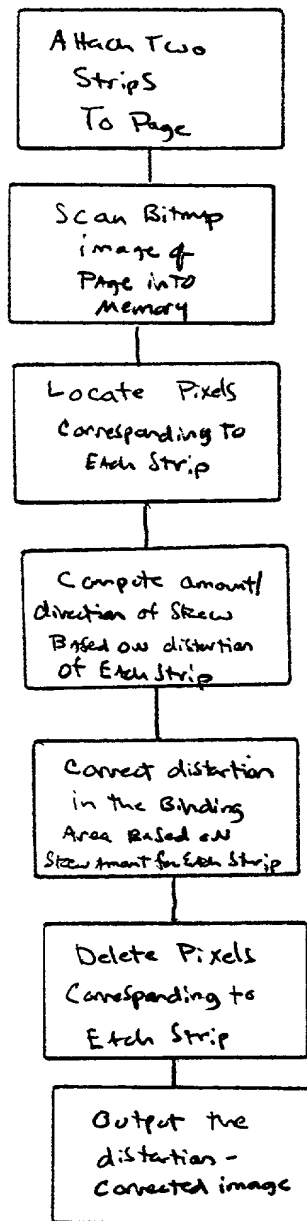 Attach Two
Strips
To Page
Scan Bitmap
image of
Page into
Memory
Locate Pixels
Corresponding to
Each Strip
Compute amount/
direction of Skew
Based on distortion
of Each Strip
Correct distortion
in the Binding
Area Based on
Skew Amount for Each Strip
Delete Pixels
Corresponding to
Each Strip
Output the
distortion-
Corrected image